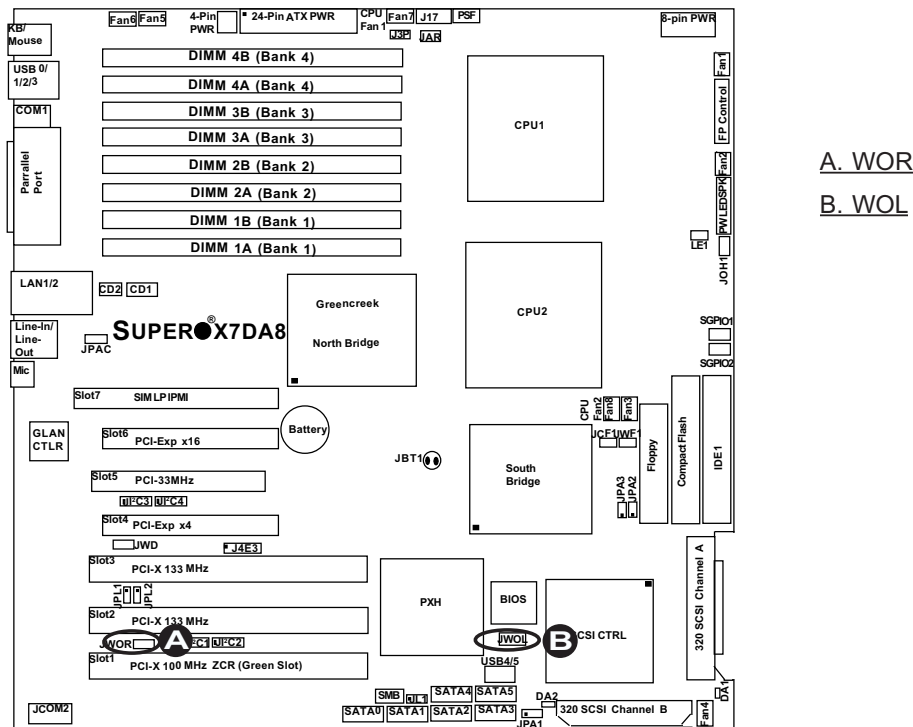 Fan6 Fan5
4-Pin PWR
24-Pin ATX PWR
CPU Fan 1
Fan7
J17
PSF
8-pin PWR
J3P
JAR
KB/ Mouse
USB 0/ 1/2/3
COM1
Parrallel Port
DIMM 4B (Bank 4)
DIMM 4A (Bank 4)
DIMM 3B (Bank 3)
DIMM 3A (Bank 3)
DIMM 2B (Bank 2)
DIMM 2A (Bank 2)
DIMM 1B (Bank 1)
DIMM 1A (Bank 1)
CPU1
Fan1
FP Control
Fan2
PWLEDSPK
LE1
JOH1
A. WOR
B. WOL
LAN1/2
CD2
CD1
Greencreek
North Bridge
CPU2
SUPER®X7DA8
Line-In/
Line-
Out
JPAC
Mic
SGPIO1
SGPIO2
Slot7
SIMLP IPMI
GLAN CTLR
Slot6
PCI-Exp x16
Battery
CPU Fan2
Fan8
Fan3
JCF1
JWF1
Floppy
Compact Flash
IDE1
JBT1
South Bridge
Slot5
PCI-33MHz
JI²C3
JI²C4
JPA3
JPA2
Slot4
PCI-Exp x4
JWD
J4E3
Slot3
PCI-X 133 MHz
JPL1
JPL2
PXH
BIOS
320 SCSI Channel A
Slot2
PCI-X 133 MHz
JWOR
A
I²C1
JI²C2
JWOL
B
CSI CTRL
Slot1
PCI-X 100 MHz ZCR (Green Slot)
USB4/5
JCOM2
SMB
JL1
SATA4
SATA5
SATA0
SATA1
SATA2
SATA3
DA2
JPA1
320 SCSI Channel B
DA1
Fan4